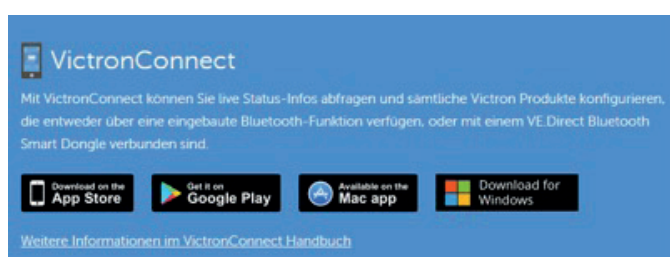 VictronConnect
Mit VictronConnect können Sie live Status-Infos abfragen und sämtliche Victron Produkte konfigurieren,
die entweder über eine eingebaute Bluetooth-Funktion verfügen, oder mit einem VE.Direct Bluetooth
Smart Dongle verbunden sind.
Download on the App Store
Get it on Google Play
Available on the Mac app
Download for Windows
Weitere Informationen im VictronConnect Handbuch